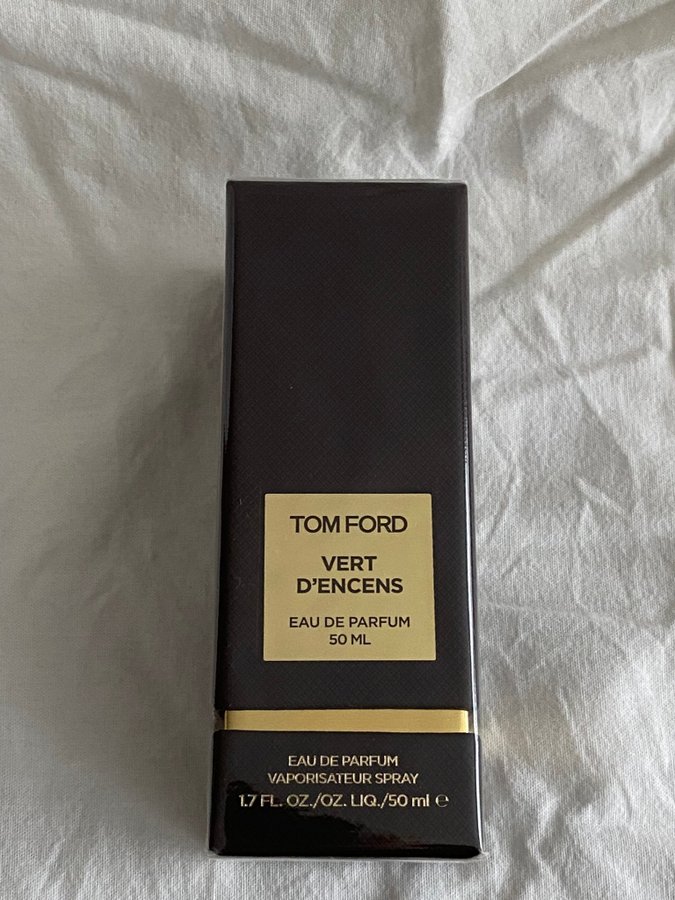 TOM FORD
VERT
D'ENCENS
EAU DE PARFUM
50 ML
EAU DE PARFUM
VAPORISATEUR SPRAY
1.7 FL. OZ./OZ. LIQ./50 ml ℮